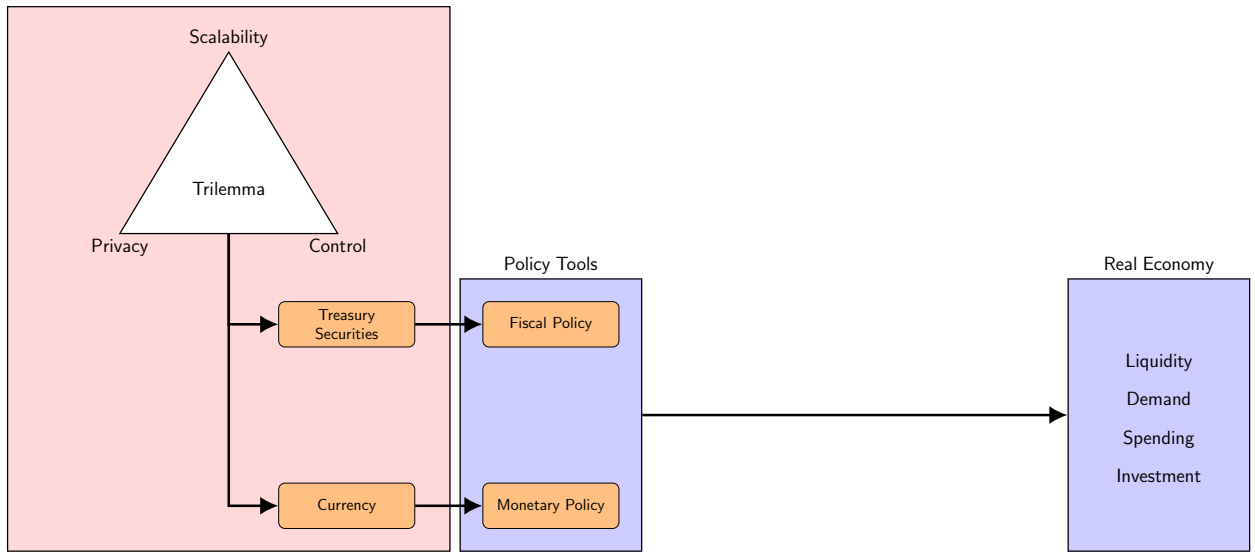 Scalability
Trilemma
Privacy
Control
Policy Tools
Real Economy
Treasury
Securities
Fiscal Policy
Liquidity
Demand
Spending
Investment
Currency
Monetary Policy